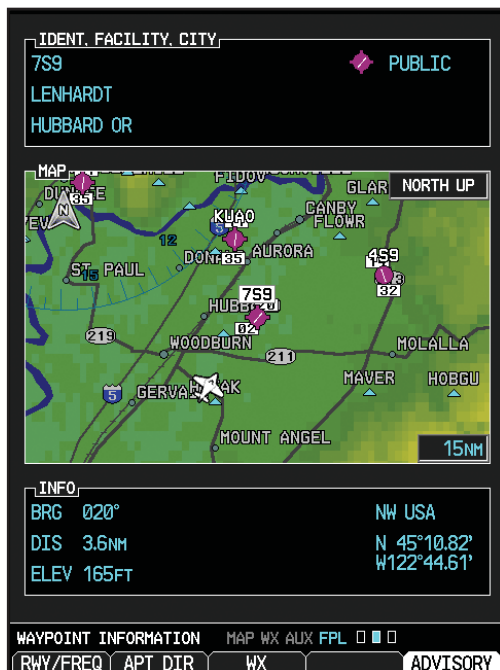 IDENT, FACILITY, CITY
7S9
PUBLIC
LENHARDT
HUBBARD OR
MAP
NORTH UP
FIDOV
GLAR
35
N
KUAO
CANBY
FLOWR
5
12
4S9
DON
35
AURORA
ST PAUL
15
32
7S9
HUBB
02
219
WOODBURN
211
MOLALLA
MAVER
HOBGU
5
GERVA
AK
MOUNT ANGEL
15NM
INFO
BRG 020°
NW USA
DIS 3.6NM
N 45°10.82'
W122°44.61'
ELEV 165FT
WAYPOINT INFORMATION MAP WX AUX FPL
RWY/FREQ APT DIR WX ADVISORY